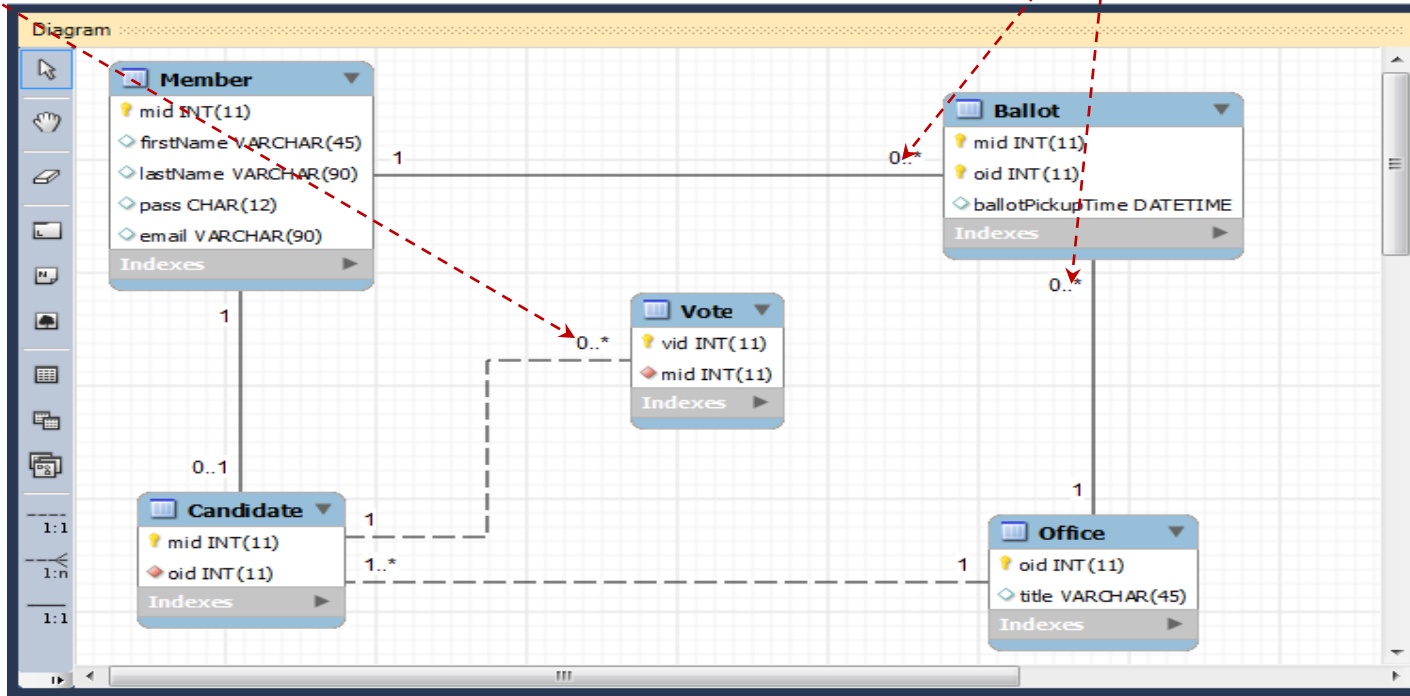 Diagram
Member
mid INT(11)
firstName VARCHAR(45)
lastName VARCHAR(90)
pass CHAR(12)
email VARCHAR(90)
Indexes
1
0..*
Ballot
mid INT(11)
oid INT(11)
ballotPickupTime DATETIME
Indexes
1
0..*
0..*
Vote
vid INT(11)
mid INT(11)
Indexes
0..1
1
Candidate
mid INT(11)
oid INT(11)
Indexes
1
1..*
1
Office
oid INT(11)
title VARCHAR(45)
Indexes
N
1:1
1:n
1:1